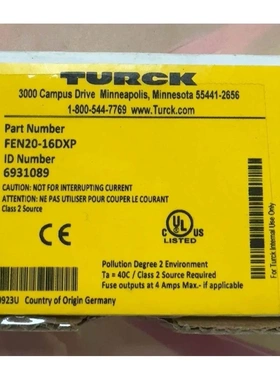 TURCK
3000 Campus Drive Minneapolis, Minnesota 55441-2656
1-800-544-7769 www.Turck.com
Part Number
FEN20-16DXP
ID Number
6931089
CAUTION: NOT FOR INTERRUPTING CURRENT
ATTENTION: NE PAS UTILISER POUR COUPER LE COURANT
Class 2 Source
C UL US
LISTED
Pollution Degree 2 Environment
Ta = 40C / Class 2 Source Required
Fuse outputs at 4 Amps Max.- if applicable
0923U Country of Origin Germany
For Turck Internal Use Only